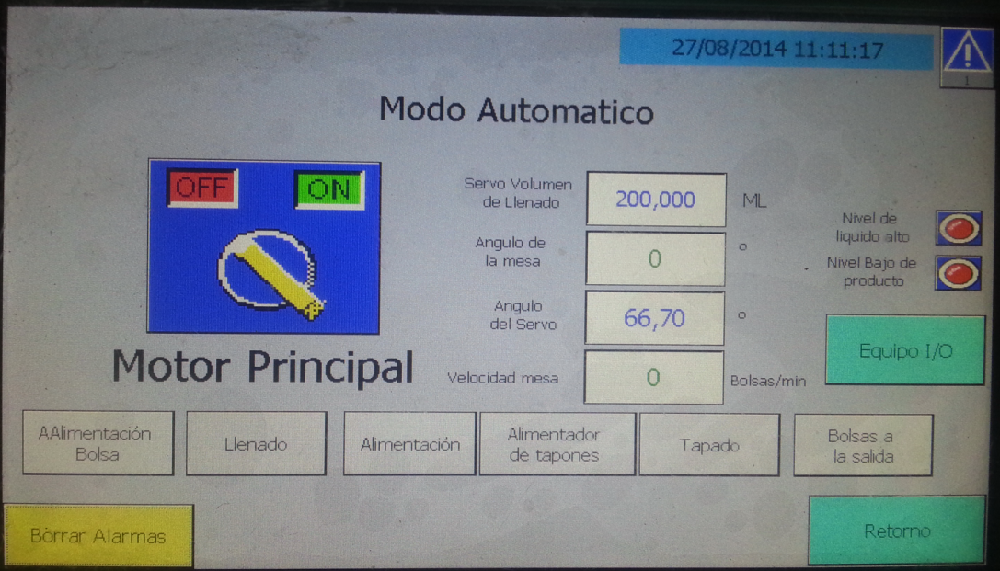 27/08/2014 11:11:17
1
Modo Automatico
OFF
ON
Servo Volumen
de Llenado
200,000
ML
Angulo de
la mesa
0
°
Angulo
del Servo
66,70
°
Velocidad mesa
0
Bolsas/min
Nivel de
liquido alto
Nivel Bajo de
producto
Equipo I/O
Motor Principal
AAlimentación
Bolsa
Llenado
Alimentación
Alimentador
de tapones
Tapado
Bolsas a
la salida
Borrar Alarmas
Retorno